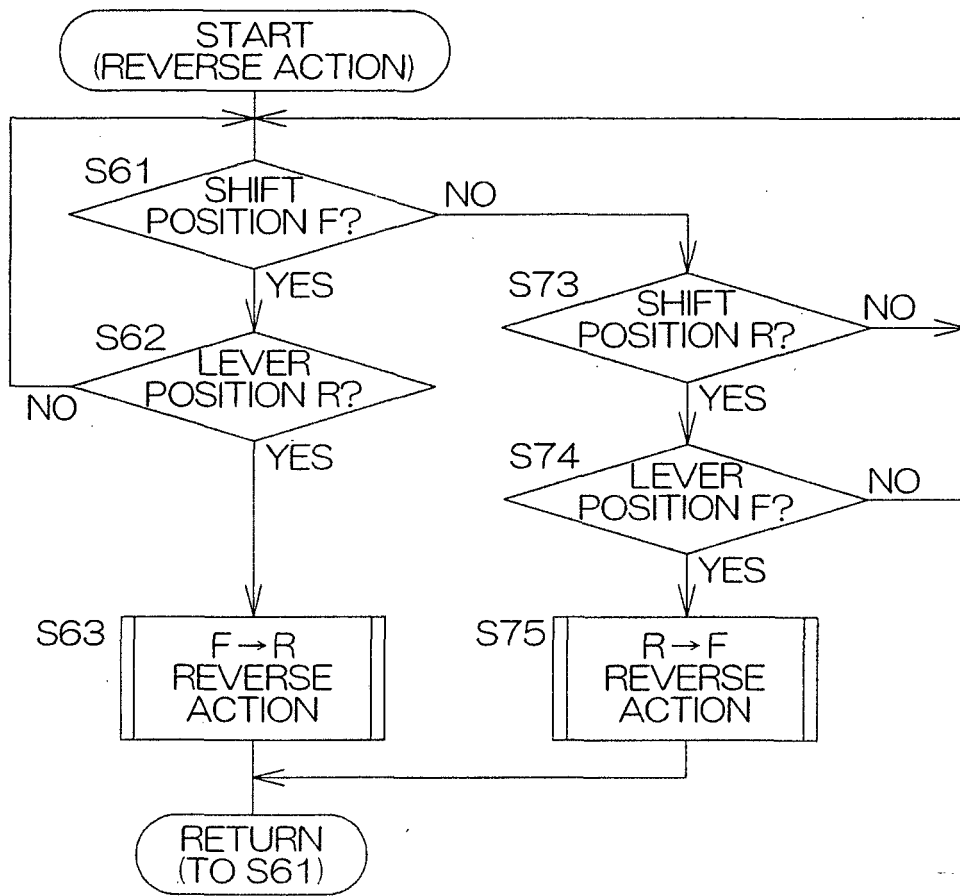 START
(REVERSE ACTION)
S61
SHIFT
POSITION F?
NO
YES
S62
LEVER
POSITION R?
NO
YES
S73
SHIFT
POSITION R?
NO
YES
S74
LEVER
POSITION F?
NO
YES
S63
F→R
REVERSE
ACTION
S75
R→F
REVERSE
ACTION
RETURN
(TO S61)